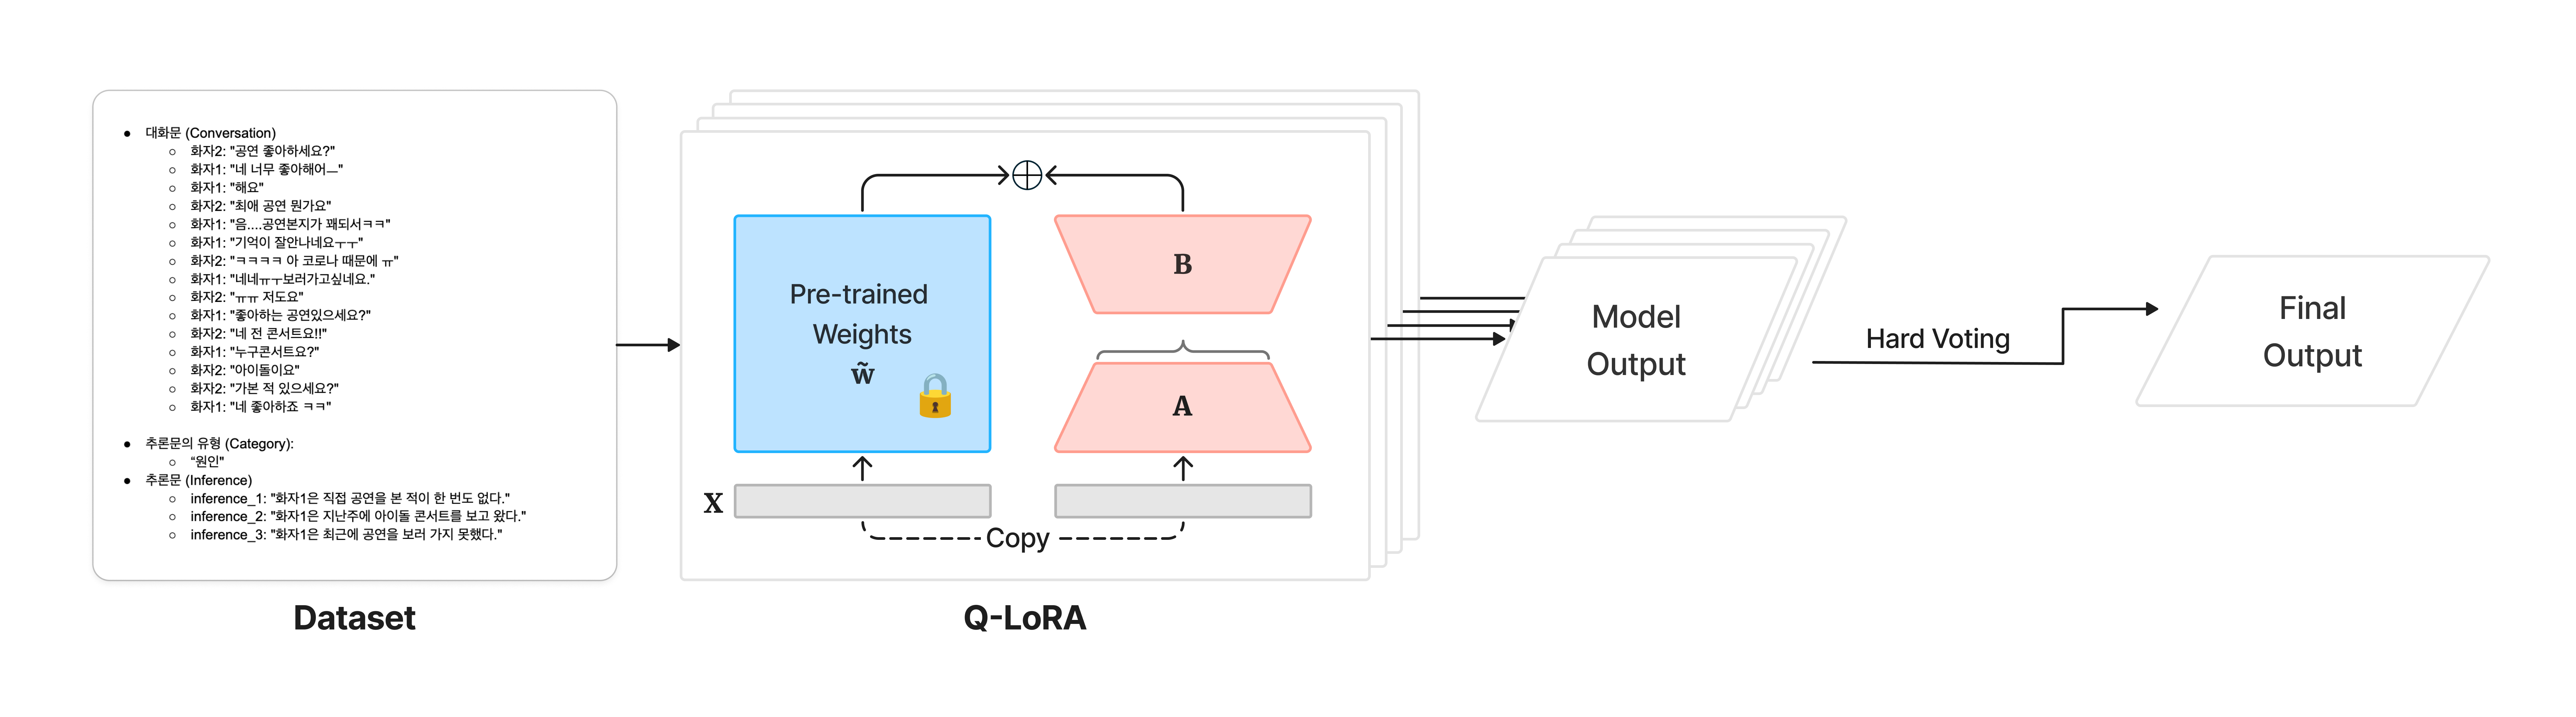 대화문 (Conversation)
화자2: "공연 좋아하세요?"
화자1: "네 너무 좋아해어ㅡ"
화자1: "해요"
화자2: "최애 공연 뭔가요"
화자1: "음....공연본지가 꽤되서ㅋㅋ"
화자1: "기억이 잘안나네요ㅜㅜ"
화자2: "ㅋㅋㅋㅋ 아 코로나 때문에 ㅠ"
화자1: "네네ㅠㅜ보러가고싶네요."
화자2: "ㅠㅠ 저도요"
화자1: "좋아하는 공연있으세요?"
화자2: "네 전 콘서트요!!"
화자1: "누구콘서트요?"
화자2: "아이돌이요"
화자2: "가본 적 있으세요?"
화자1: "네 좋아하죠 ㅋㅋ"
추론문의 유형 (Category):
“원인"
추론문 (Inference)
inference_1: "화자1은 직접 공연을 본 적이 한 번도 없다."
inference_2: "화자1은 지난주에 아이돌 콘서트를 보고 왔다."
inference_3: "화자1은 최근에 공연을 보러 가지 못했다."
Dataset
Pre-trained
Weights
w̃
B
A
X
Copy
Q-LoRA
Model
Output
Hard Voting
Final
Output